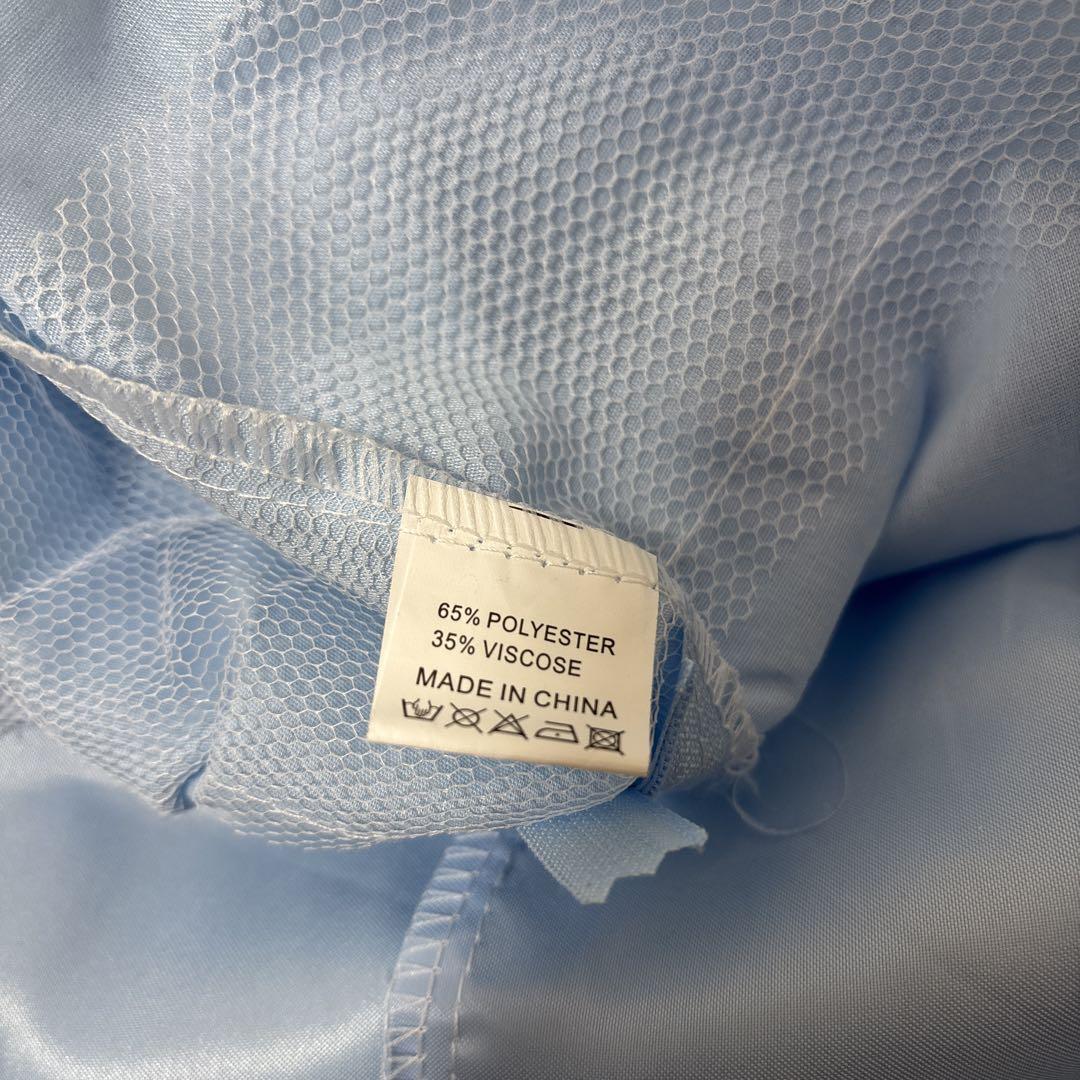 65% POLYESTER
35% VISCOSE
MADE IN CHINA